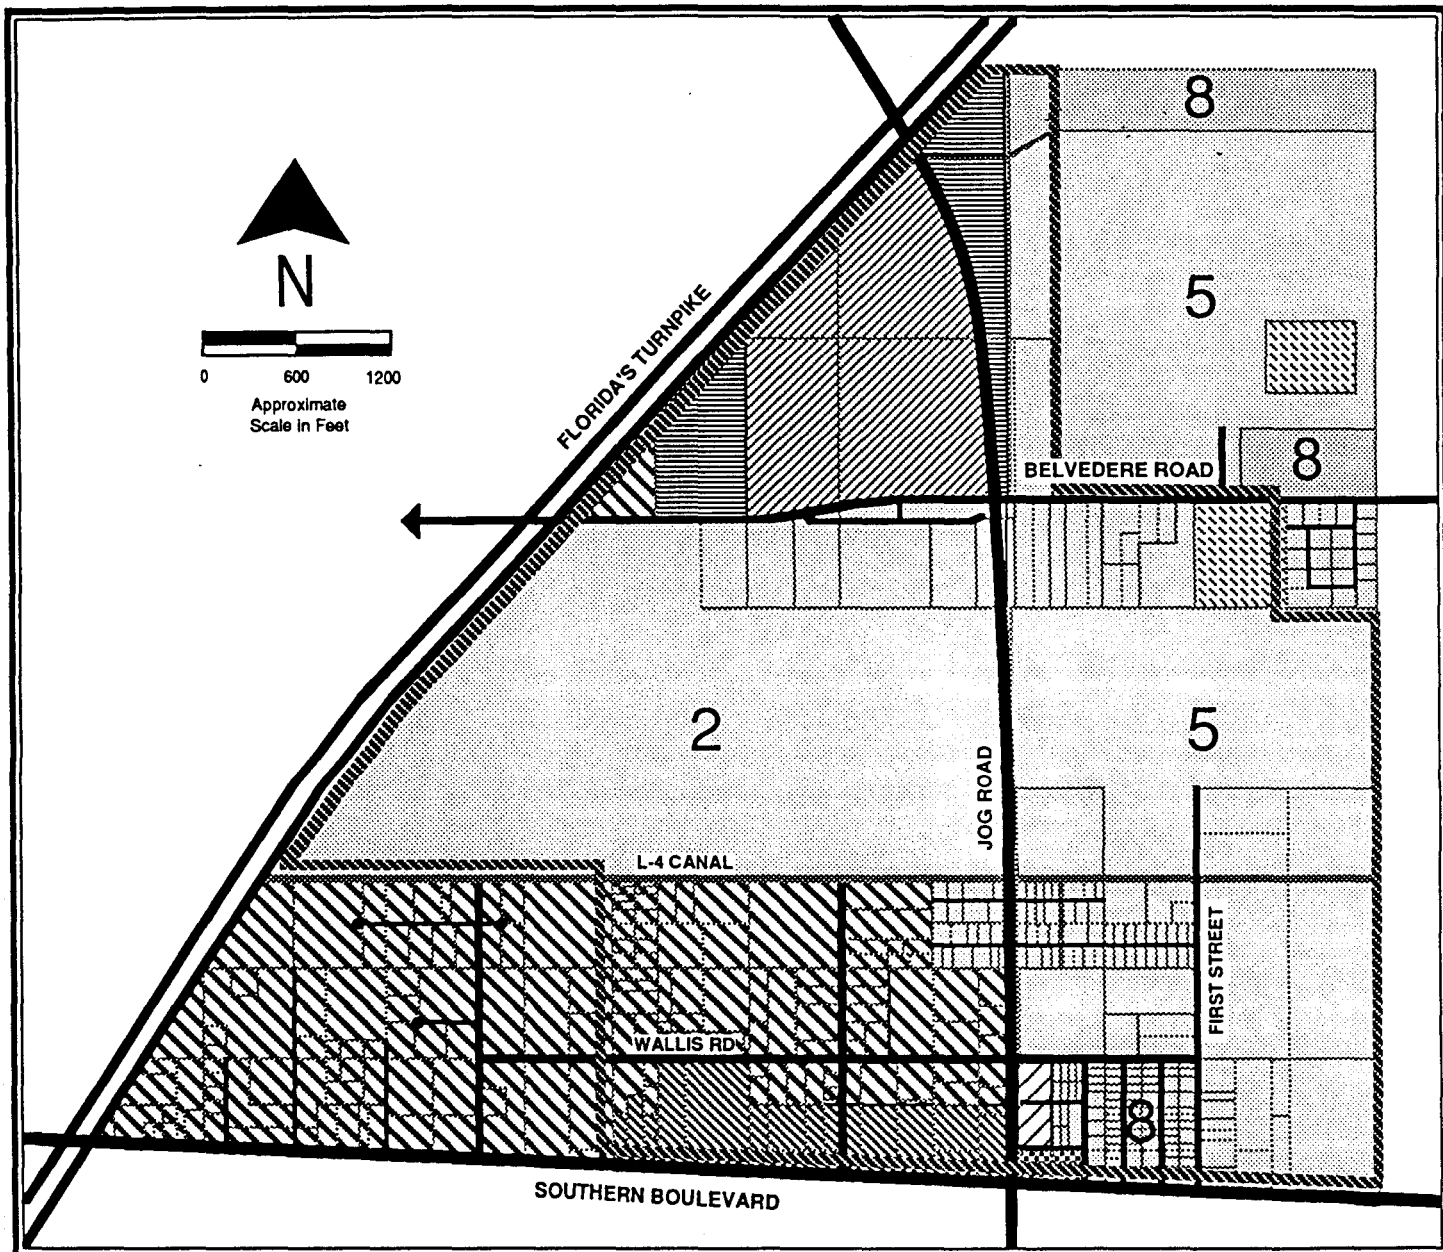 8
N
5
FLORIDA'S TURNPIKE
0 600 1200
Approximate
Scale in Feet
8
BELVEDERE ROAD
2
5
JOG ROAD
L-4 CANAL
FIRST STREET
WALLIS RD
8
SOUTHERN BOULEVARD